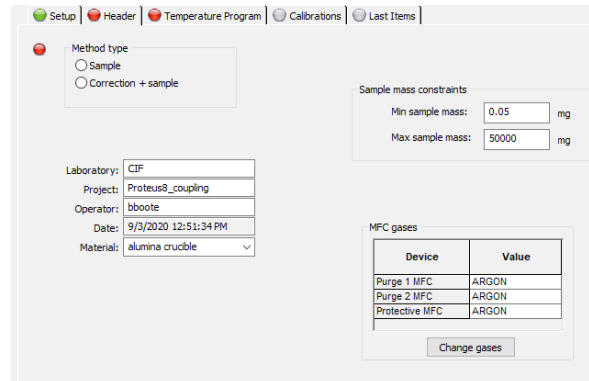 Setup Header Temperature Program Calibrations Last Items
Method type
Sample
Correction + sample
Sample mass constraints
Min sample mass: 0.05 mg
Max sample mass: 50000 mg
Laboratory: CIF
Project: Proteus8_coupling
Operator: bboote
Date: 9/3/2020 12:51:34 PM
Material: alumina crucible
MFC gases
Device Value
Purge 1 MFC ARGON
Purge 2 MFC ARGON
Protective MFC ARGON
Change gases